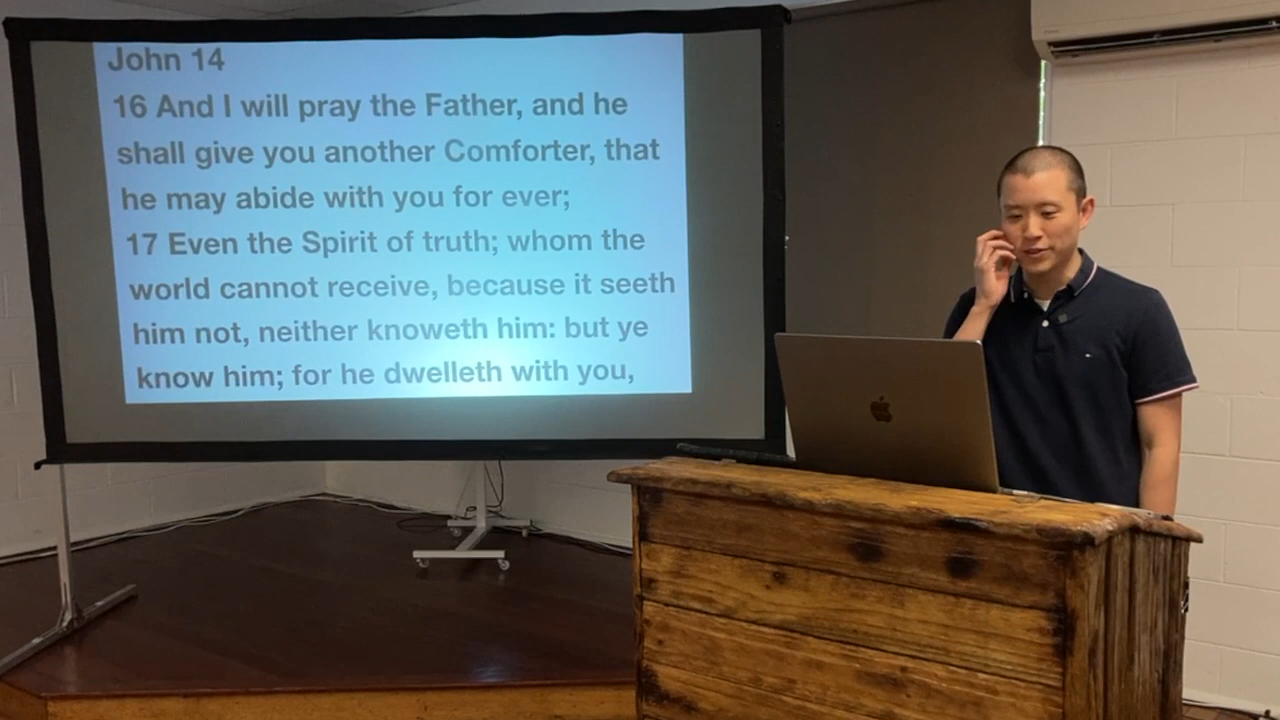 John 14
16 And I will pray the Father, and he
shall give you another Comforter, that
he may abide with you for ever;
17 Even the Spirit of truth; whom the
world cannot receive, because it seeth
him not, neither knoweth him: but ye
know him; for he dwelleth with you,